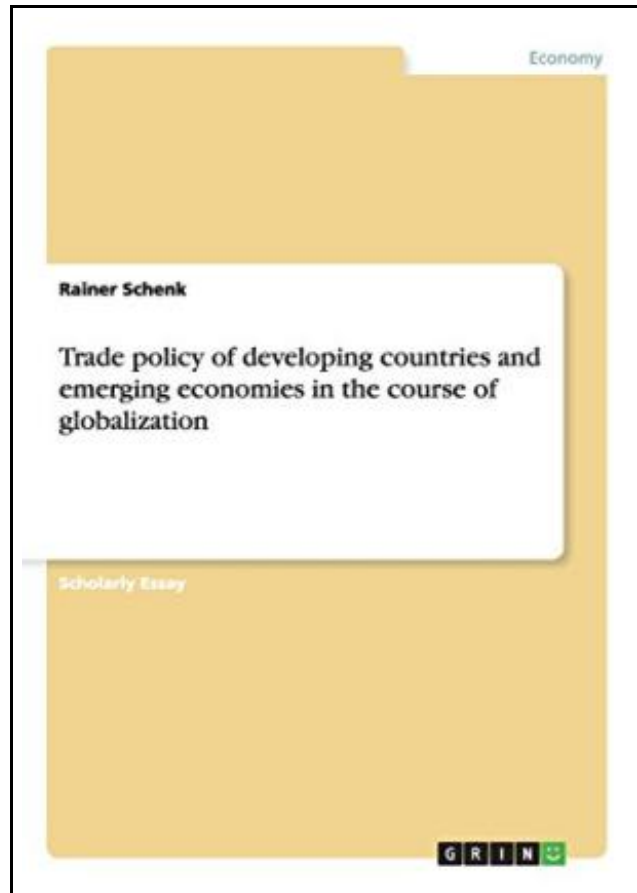 Economy
Rainer Schenk
Trade policy of developing countries and
emerging economies in the course of
globalization
Scholarly Essay
GRIN